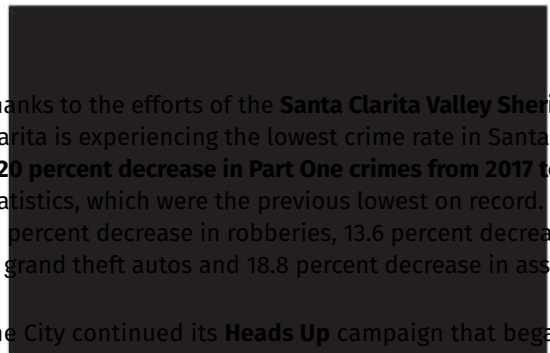 anks to the efforts of the Santa Clarita Valley Sheri
arita is experiencing the lowest crime rate in Santa
20 percent decrease in Part One crimes from 2017 t
atistics, which were the previous lowest on record.
percent decrease in robberies, 13.6 percent decrea
grand theft autos and 18.8 percent decrease in ass
e City continued its Heads Up campaign that bega